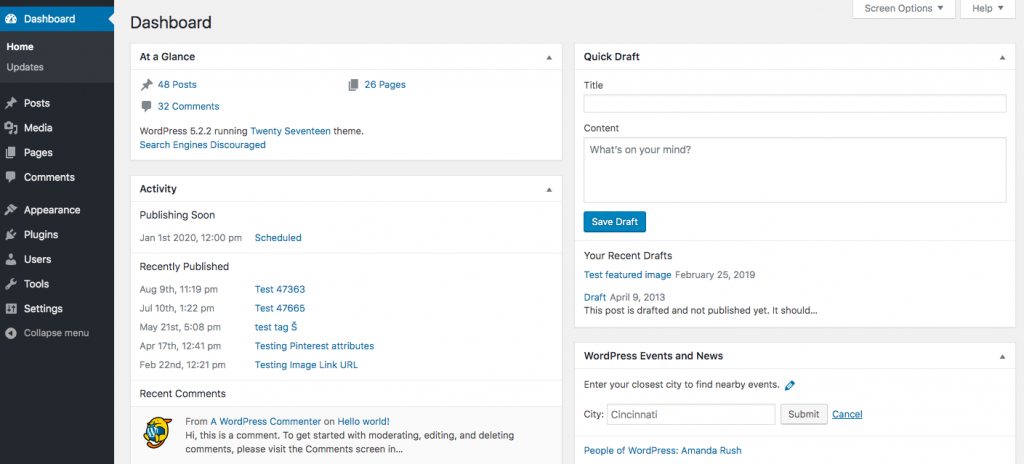 Dashboard
Home
Updates
Posts
Media
Pages
Comments
Appearance
Plugins
Users
Tools
Settings
Collapse menu
Screen Options
Help
Dashboard
At a Glance
48 Posts
26 Pages
32 Comments
WordPress 5.2.2 running Twenty Seventeen theme.
Search Engines Discouraged
Activity
Publishing Soon
Jan 1st 2020, 12:00 pm Scheduled
Recently Published
Aug 9th, 11:19 pm Test 47363
Jul 10th, 1:22 pm Test 47665
May 21st, 5:08 pm test tag Š
Apr 17th, 12:41 pm Testing Pinterest attributes
Feb 22nd, 12:21 pm Testing Image Link URL
Recent Comments
From A WordPress Commenter on Hello world!
Hi, this is a comment. To get started with moderating, editing, and deleting
comments, please visit the Comments screen in…
Quick Draft
Title
Content
What's on your mind?
Save Draft
Your Recent Drafts
Test featured image February 25, 2019
Draft April 9, 2013
This post is drafted and not published yet. It should…
WordPress Events and News
Enter your closest city to find nearby events.
City: Cincinnati Submit Cancel
People of WordPress: Amanda Rush